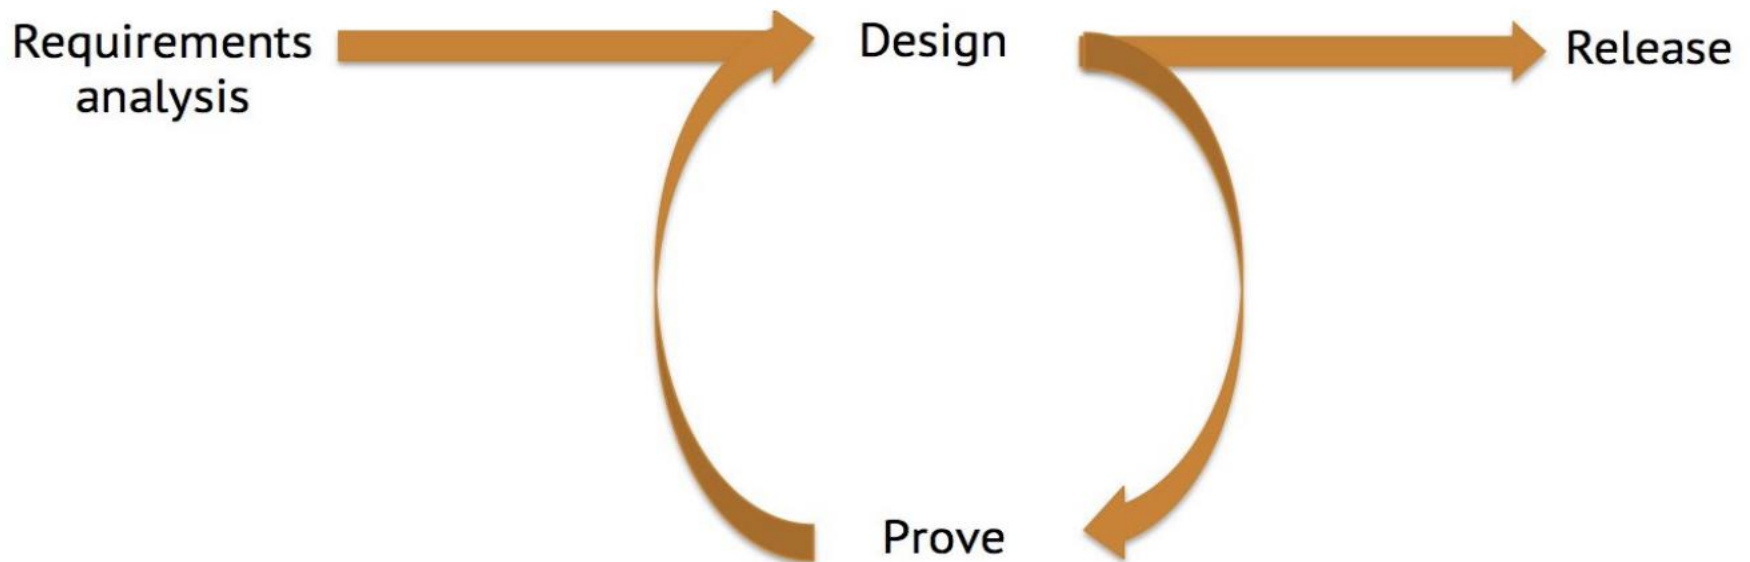 Requirements
analysis
Design
Release
Prove